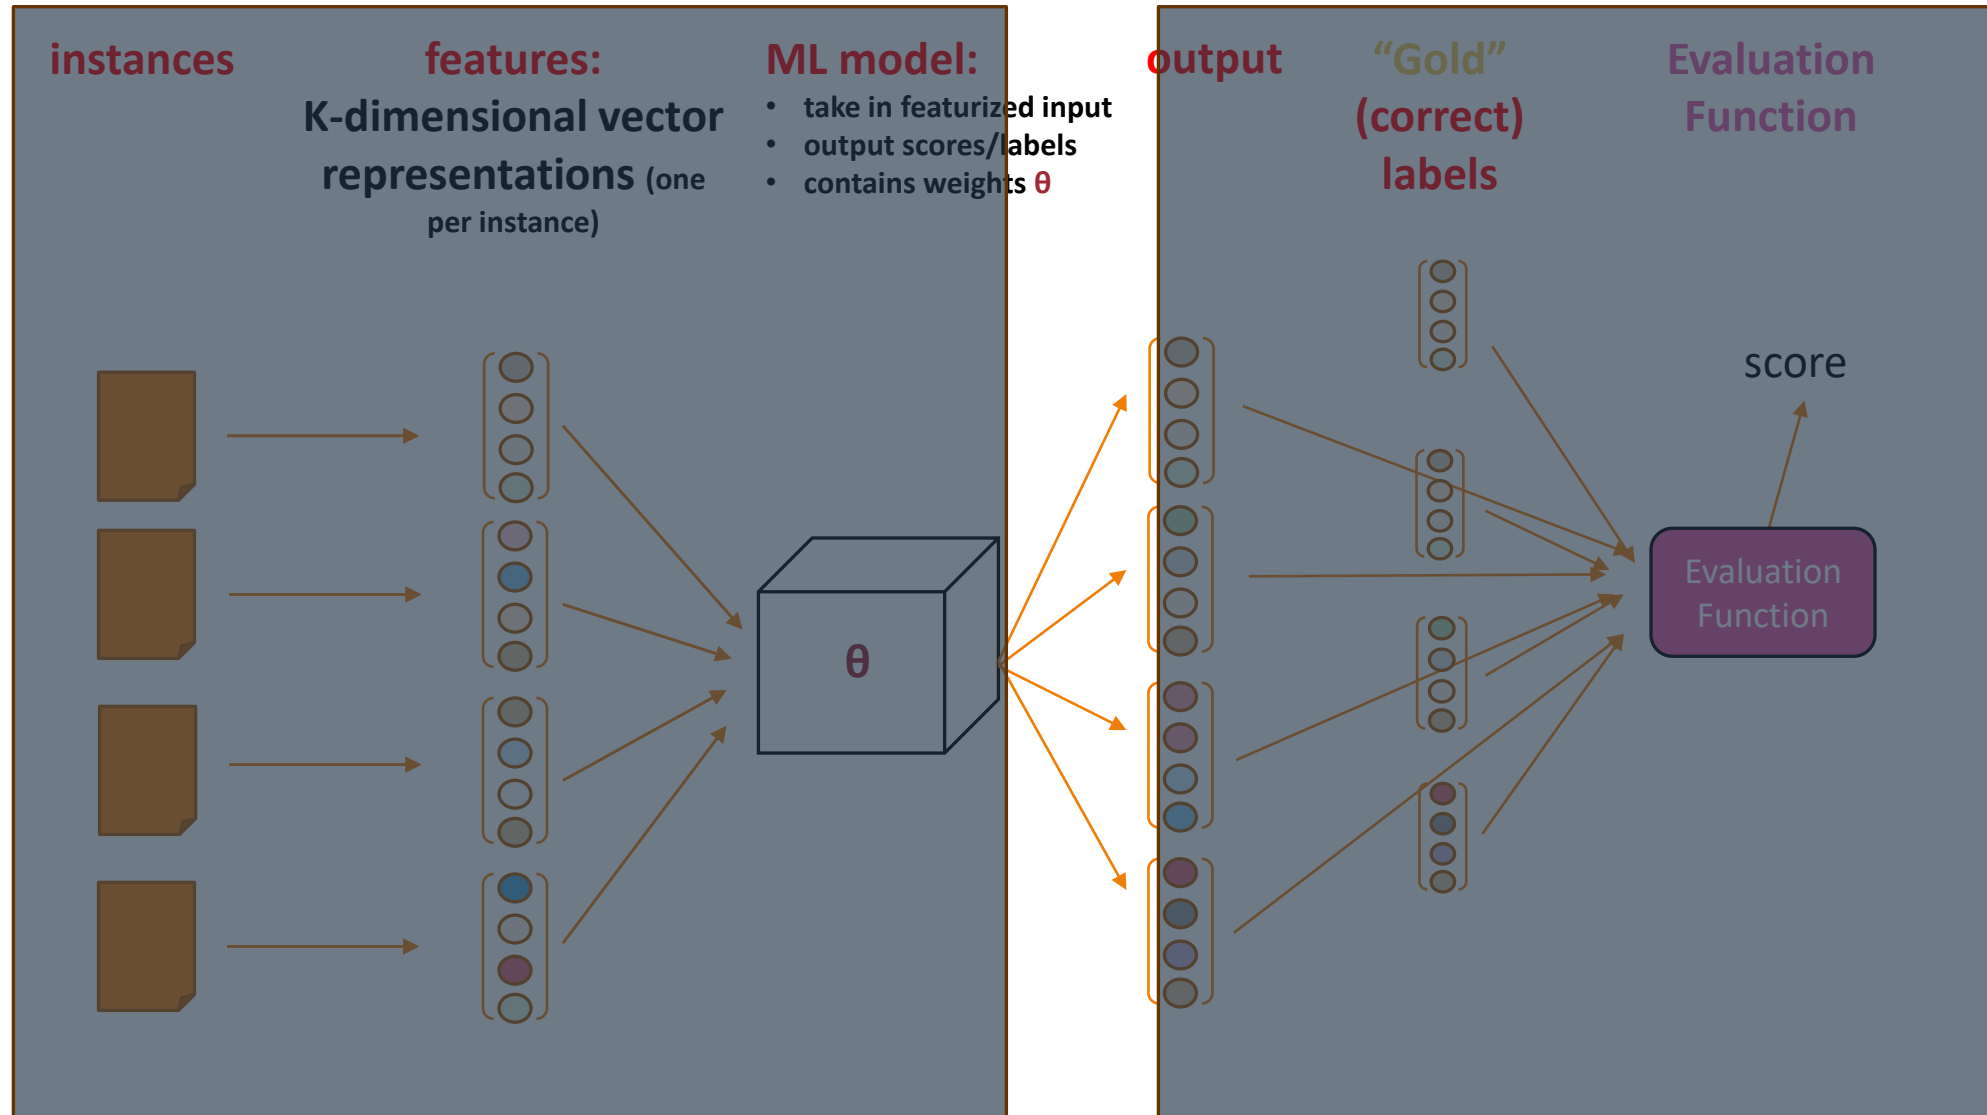 instances
features:
K-dimensional vector
representations (one
per instance)
ML model:
• take in featurized input
• output scores/labels
• contains weights θ
output
“Gold”
(correct)
labels
Evaluation
Function
score
θ
Evaluation
Function